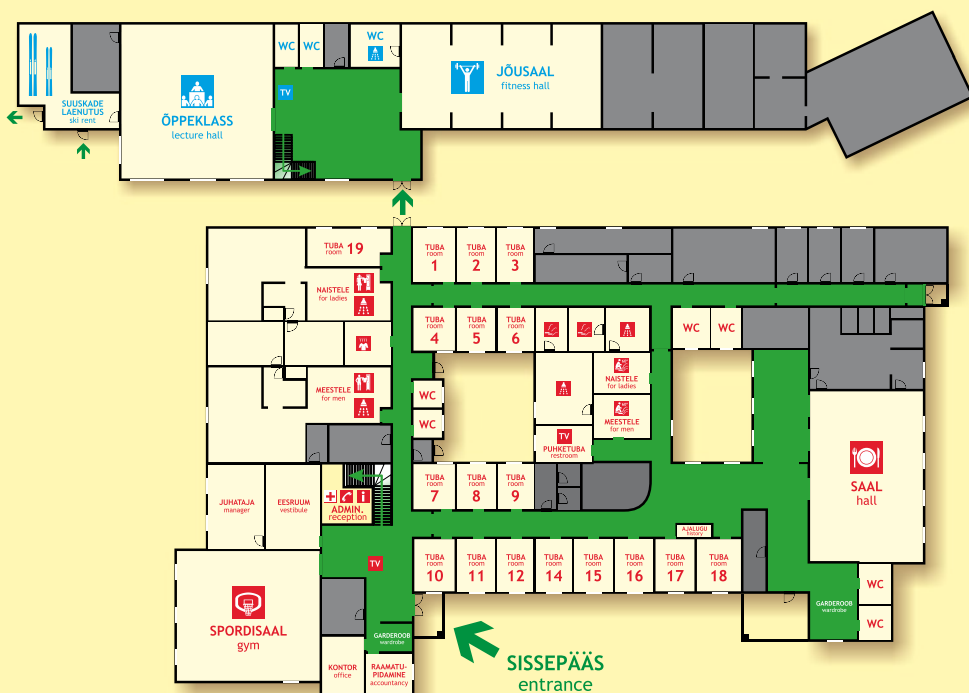 WC
WC
WC
TV
JÕUSAAL
fitness hall
SUUSKADE
LAENUTUS
ski rent
ÕPPEKLASS
lecture hall
TUBA
room 19
TUBA
room
1
TUBA
room
2
TUBA
room
3
NAISTELE
for ladies
TUBA
room
4
TUBA
room
5
TUBA
room
6
WC
WC
NAISTELE
for ladies
MEESTELE
for men
WC
WC
MEESTELE
for men
TV
PUHKETUBA
restroom
JUHATAJA
manager
EESRUUM
vestibule
ADMIN.
reception
TUBA
room
7
TUBA
room
8
TUBA
room
9
SAAL
hall
AJALUGU
history
TV
TUBA
room
10
TUBA
room
11
TUBA
room
12
TUBA
room
14
TUBA
room
15
TUBA
room
16
TUBA
room
17
TUBA
room
18
WC
WC
GARDEROOB
wardrobe
SPORDISAAL
gym
GARDEROOB
wardrobe
KONTOR
office
RAAMATU-
PIDAMINE
accountancy
SISSEPÄÄS
entrance